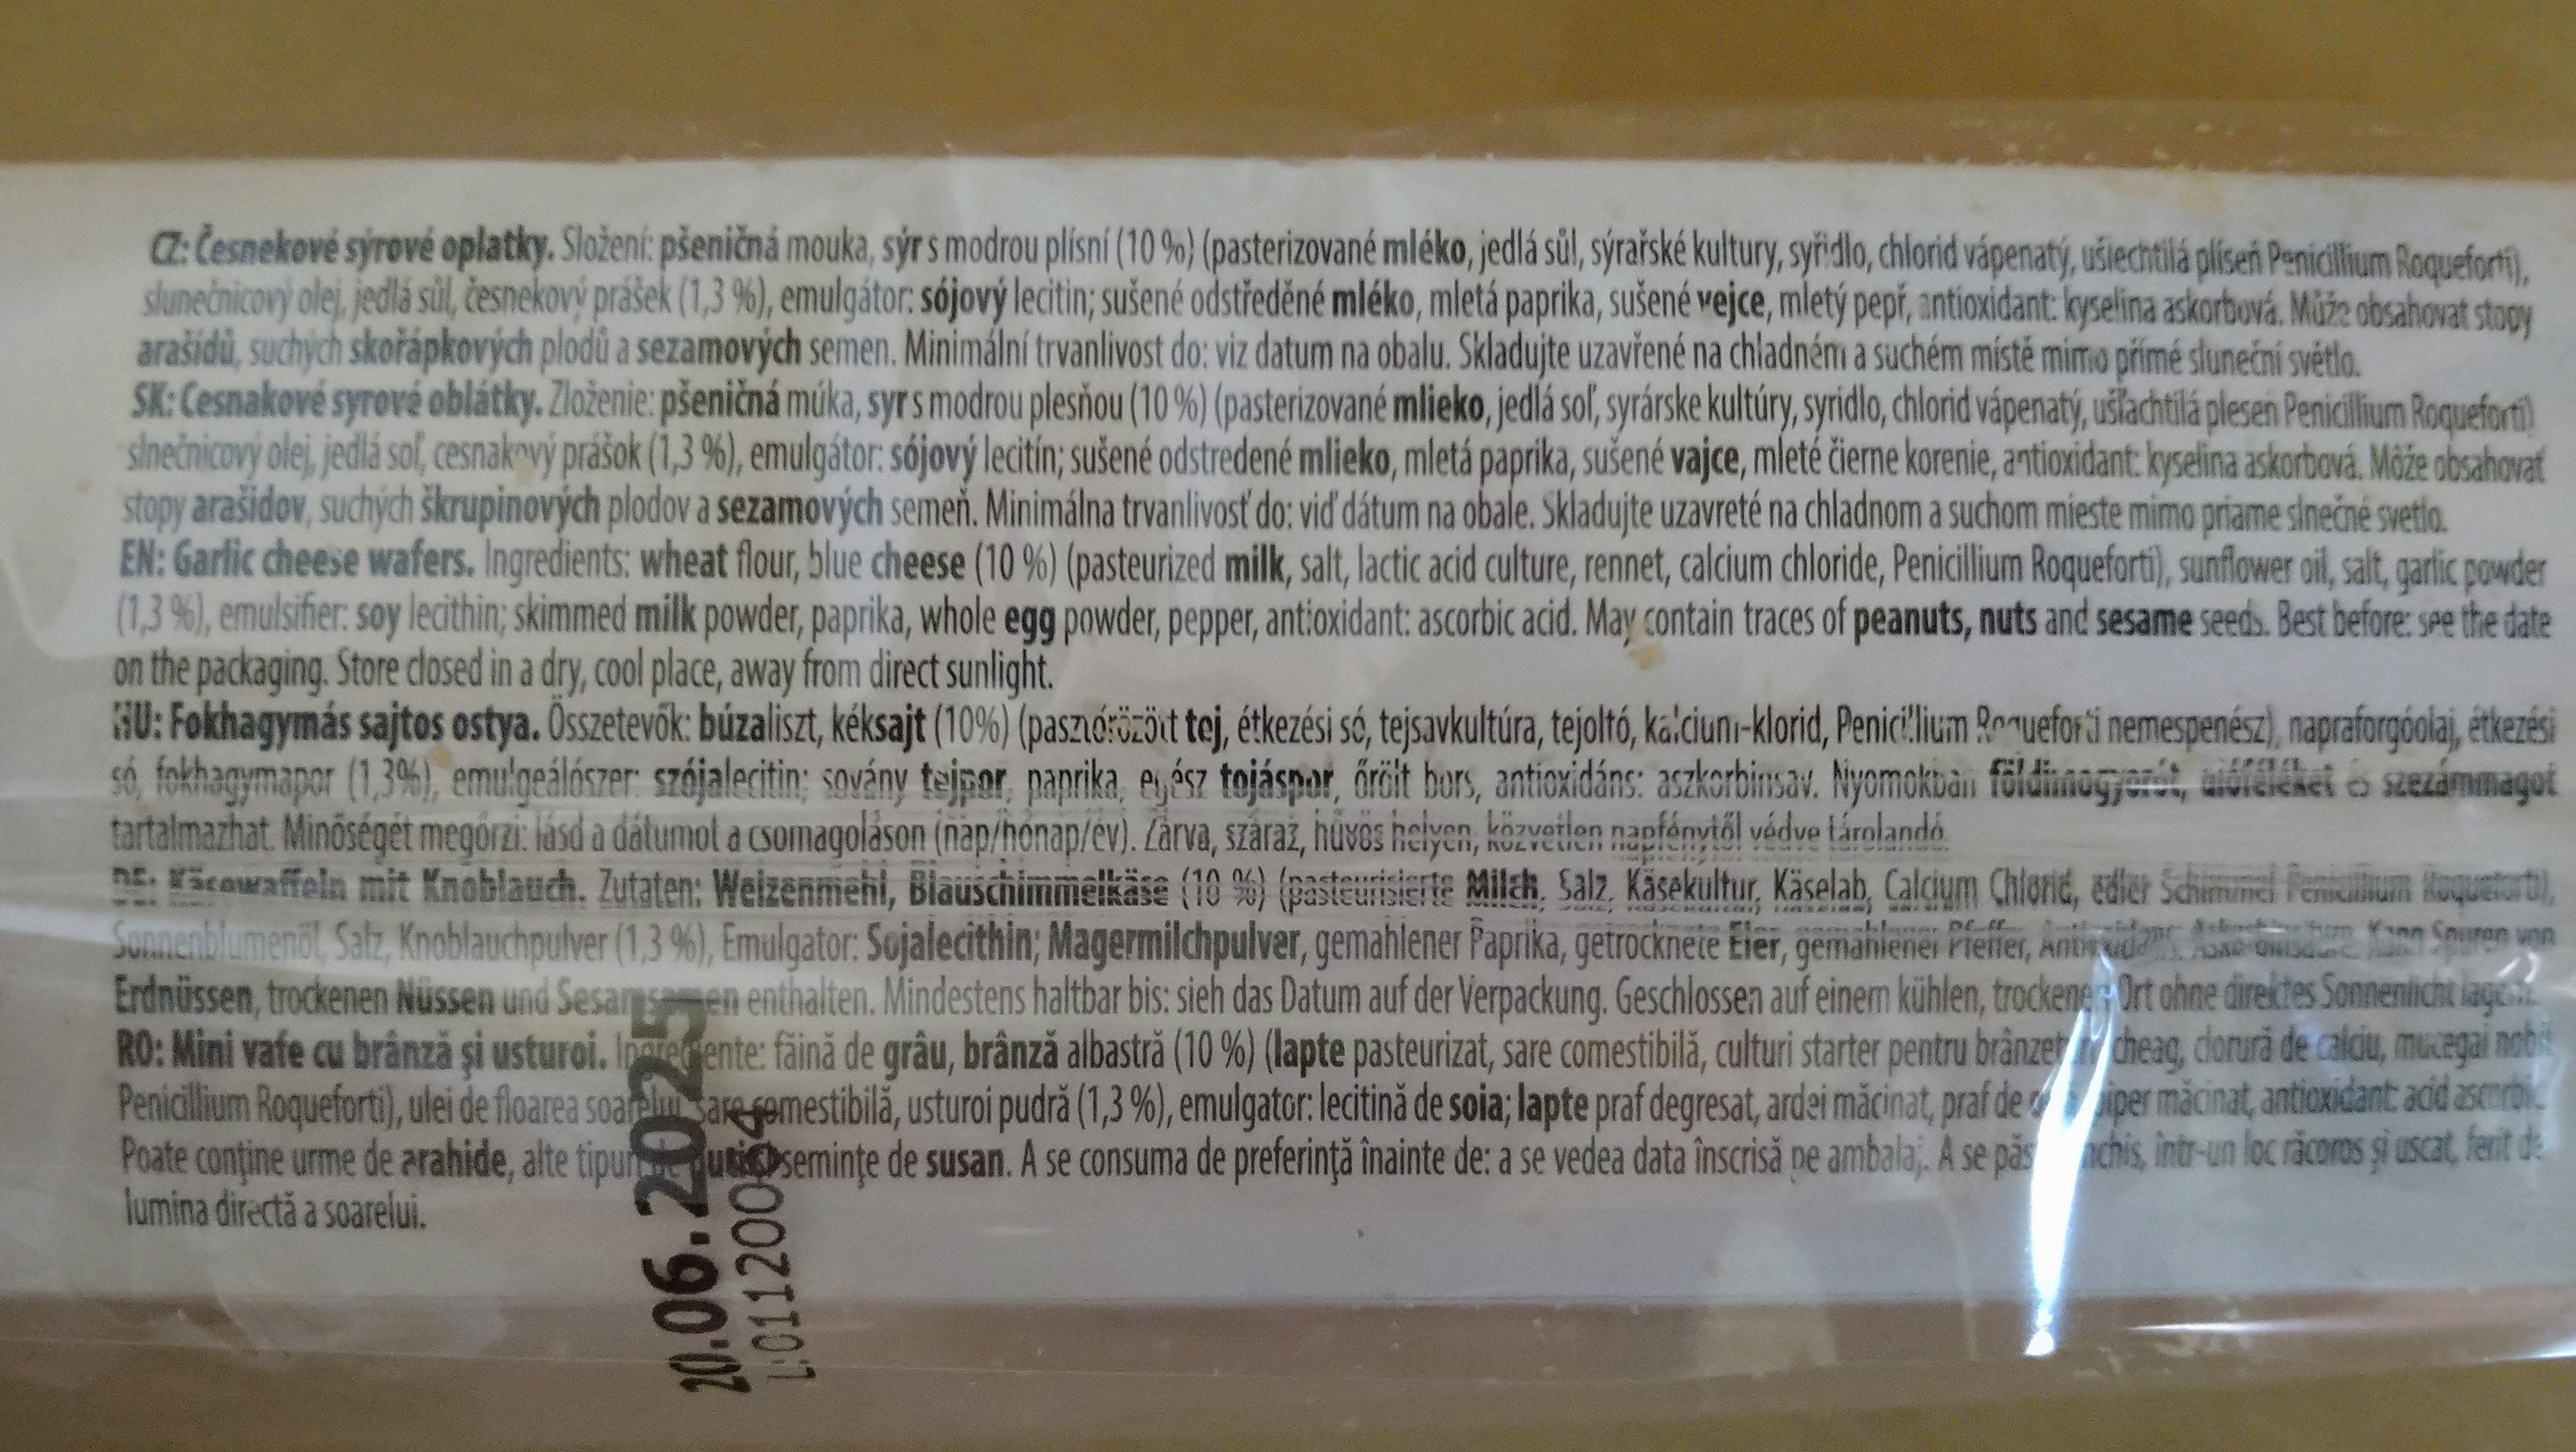 CZ: Česnekové sýrové oplatky. Složení: pšeničná mouka, sýr s modrou plísní (10 %) (pasterizované mléko, jedlá sůl, sýrařské kultury, syřidlo, chlorid vápenatý, ušlechtilá plíseň Penicillium Roqueforti),
slunečnicový olej, jedlá sůl, česnekový prášek (1,3 %), emulgátor: sójový lecitin; sušené odstředěné mléko, mletá paprika, sušené vejce, mletý pepř, antioxidant: kyselina askorbová. Může obsahovat stopy
arašídů, suchých skořápkových plodů a sezamových semen. Minimální trvanlivost do: viz datum na obalu. Skladujte uzavřené na chladném a suchém místě mimo přímé sluneční světlo.
SK: Cesnakové syrové oblátky. Zloženie: pšeničná múka, syr s modrou plesňou (10 %) (pasterizované mlieko, jedlá soľ, syrárske kultúry, syridlo, chlorid vápenatý, ušľachtilá pleseň Penicillium Roqueforti)
slnečnicový olej, jedlá soľ, cesnakový prášok (1,3 %), emulgátor: sójový lecitín; sušené odstredené mlieko, mletá paprika, sušené vajce, mleté čierne korenie, antioxidant: kyselina askorbová. Môže obsahovať
stopy arašidov, suchých škrupinových plodov a sezamových semeň. Minimálna trvanlivosť do: viď dátum na obale. Skladujte uzavreté na chladnom a suchom mieste mimo priame slnečné svetlo.
EN: Garlic cheese wafers. Ingredients: wheat flour, blue cheese (10 %) (pasteurized milk, salt, lactic acid culture, rennet, calcium chloride, Penicillium Roqueforti), sunflower oil, salt, garlic powder
(1,3 %), emulsifier: soy lecithin; skimmed milk powder, paprika, whole egg powder, pepper, antioxidant: ascorbic acid. May contain traces of peanuts, nuts and sesame seeds. Best before: see the date
on the packaging. Store closed in a dry, cool place, away from direct sunlight.
HU: Fokhagymás sajtos ostya. Összetevők: búzaliszt, kéksajt (10%) (pasztőrözött tej, étkezési só, tejsavkultúra, tejoltó, kalcium-klorid, Penicillium Roqueforti nemespenész), napraforgóolaj, étkezési
só, fokhagymapor (1,3%), emulgeálószer: szójalecitin; sovány tejpor, paprika, egész tojáspor, őrölt bors, antioxidáns: aszkorbinsav. Nyomokban földimogyorót, dióféléket és szezámmagot
tartalmazhat. Minőségét megőrzi: lásd a dátumot a csomagoláson (nap/hónap/év). Zárva, száraz, hűvös helyen, közvetlen napfénytől védve tárolandó.
DE: Käsewaffeln mit Knoblauch. Zutaten: Weizenmehl, Blauschimmelkäse (10 %) (pasteurisierte Milch, Salz, Käsekultur, Käselab, Calcium Chlorid, edler Schimmel Penicillium Roqueforti),
Sonnenblumenöl, Salz, Knoblauchpulver (1,3 %), Emulgator: Sojalecithin; Magermilchpulver, gemahlener Paprika, getrocknete Eier, gemahlener Pfeffer, Kann Spuren von
Erdnüssen, trockenen Nüssen und Sesamsamen enthalten. Mindestens haltbar bis: sieh das Datum auf der Verpackung. Geschlossen auf einem kühlen, trockenen Ort ohne direktes Sonnenlicht
RO: Mini vafe cu brânză şi usturoi. Ingrediente: făină de grâu, brânză albastră (10 %) (lapte pasteurizat, sare comestibilă, culturi starter pentru cheag, clorură de calciu, mucegai nobil
Penicillium Roqueforti), ulei de floarea soarelui, sare comestibilă, usturoi pudră (1,3 %), emulgator: lecitină de soia; lapte praf degresat, ardei măcinat, praf de piper măcinat, antioxidant: acid ascorbic.
Poate conţine urme de arahide, alte tipuri seminţe de susan. A se consuma de preferinţă înainte de: a se vedea data înscrisă pe ambalaj. A se într-un loc răcoros şi uscat, ferit de
lumina directă a soarelui.
20.06.2025